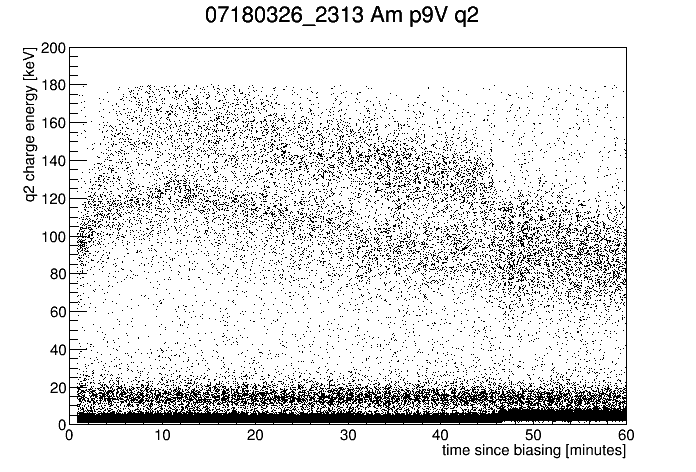 07180326_2313 Am p9V q2
q2 charge energy [keV]
200
180
160
140
120
100
80
60
40
20
0
0 10 20 30 40 50 60
time since biasing [minutes]